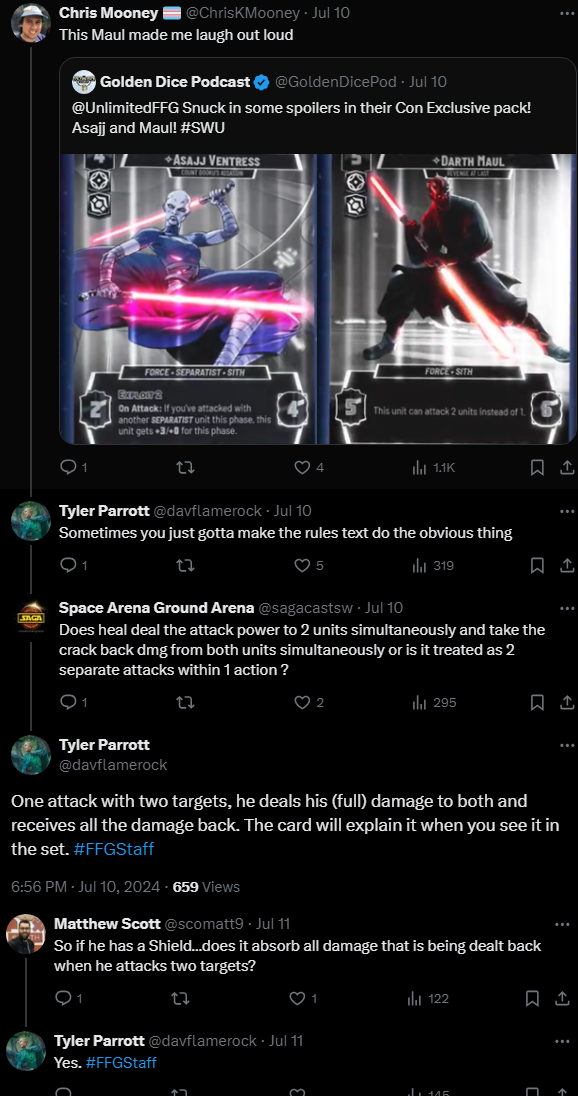 Chris Mooney @ChrisKMooney · Jul 10
This Maul made me laugh out loud
Golden Dice Podcast @GoldenDicePod · Jul 10
@UnlimitedFFG Snuck in some spoilers in their Con Exclusive pack!
Asajj and Maul! #SWU
4 ASAJJ VENTRESS
COUNT DOOKU'S ASSASSIN
5 DARTH MAUL
REVENGE AT LAST
FORCE • SEPARATIST • SITH
EXPLOIT 2
On Attack: If you've attacked with
another SEPARATIST unit this phase, this
unit gets +3/+0 for this phase.
2 4
FORCE • SITH
This unit can attack 2 units instead of 1.
5 6
1 4 1.1K
Tyler Parrott @davflamerock · Jul 10
Sometimes you just gotta make the rules text do the obvious thing
1 5 319
SAGA
Space Arena Ground Arena @sagacastsw · Jul 10
Does heal deal the attack power to 2 units simultaneously and take the
crack back dmg from both units simultaneously or is it treated as 2
separate attacks within 1 action ?
1 2 295
Tyler Parrott
@davflamerock
One attack with two targets, he deals his (full) damage to both and
receives all the damage back. The card will explain it when you see it in
the set. #FFGStaff
6:56 PM · Jul 10, 2024 · 659 Views
Matthew Scott @scomatt9 · Jul 11
So if he has a Shield...does it absorb all damage that is being dealt back
when he attacks two targets?
1 1 122
Tyler Parrott @davflamerock · Jul 11
Yes. #FFGStaff
145